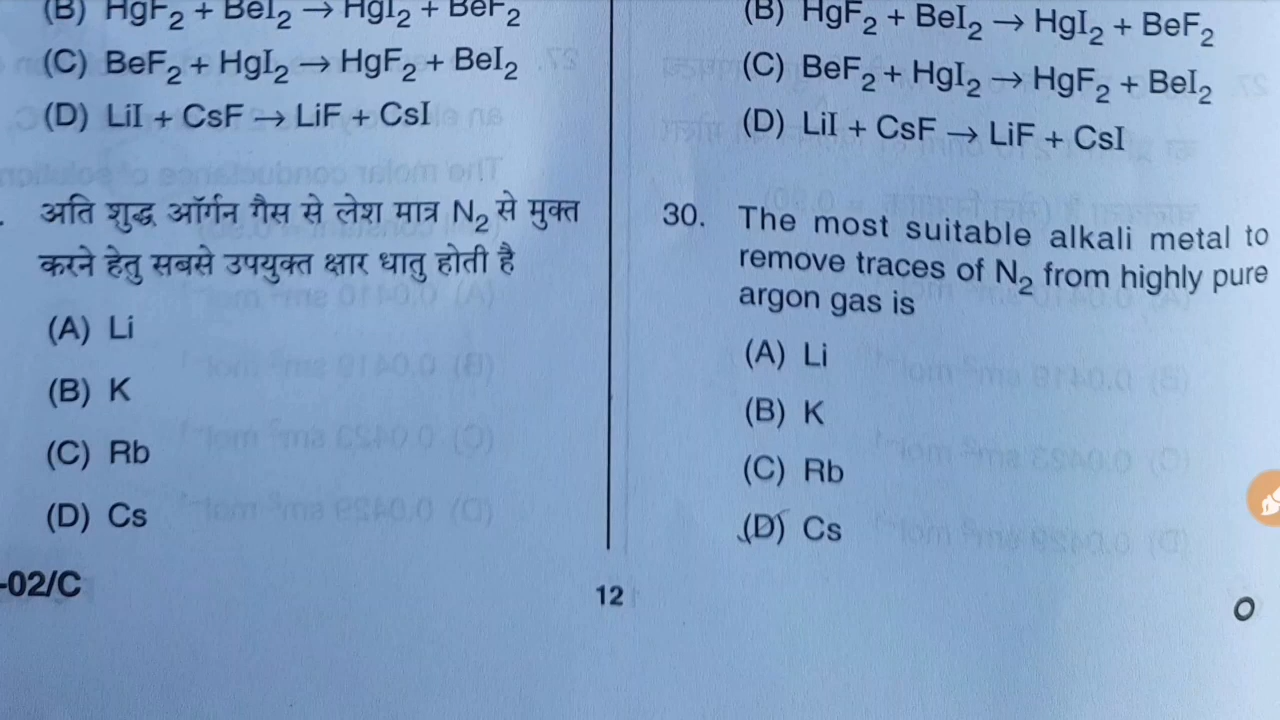 (B) HgF₂ + BeI₂ → HgI₂ + BeF₂
(C) BeF₂ + HgI₂ → HgF₂ + BeI₂
(D) LiI + CsF → LiF + CsI
अति शुद्ध ऑर्गन गैस से लेश मात्र N₂ से मुक्त
करने हेतु सबसे उपयुक्त क्षार धातु होती है
(A) Li
(B) K
(C) Rb
(D) Cs
-02/C
12
(B) HgF₂ + BeI₂ → HgI₂ + BeF₂
(C) BeF₂ + HgI₂ → HgF₂ + BeI₂
(D) LiI + CsF → LiF + CsI
30. The most suitable alkali metal to
remove traces of N₂ from highly pure
argon gas is
(A) Li
(B) K
(C) Rb
(D) Cs